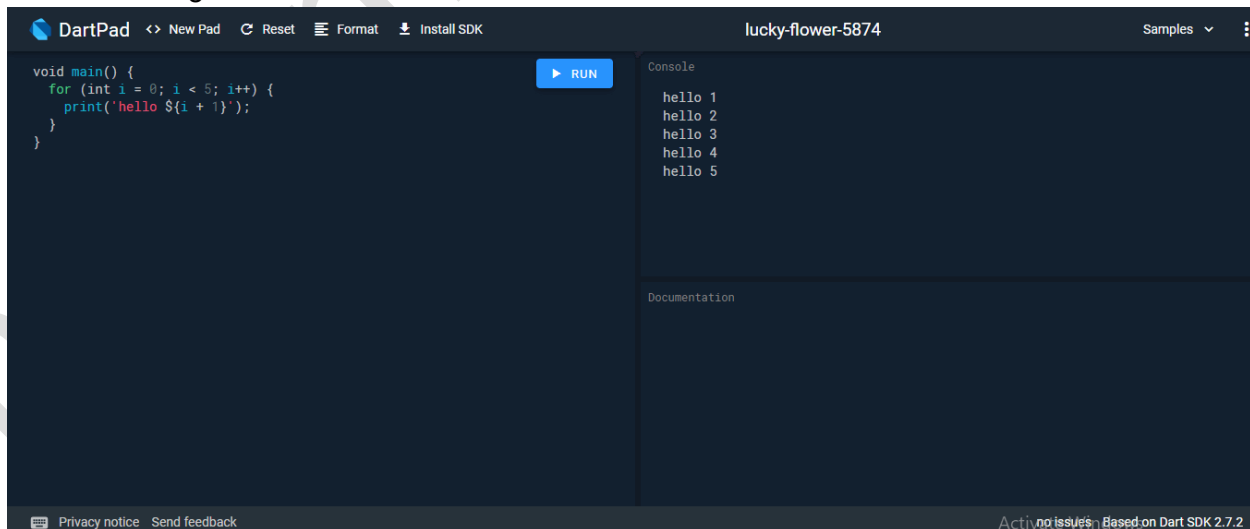 DartPad <> New Pad Reset Format Install SDK lucky-flower-5874 Samples
void main() {
for (int i = 0; i < 5; i++) {
print('hello ${i + 1}');
}
}
RUN
Console
hello 1
hello 2
hello 3
hello 4
hello 5
Documentation
Privacy notice Send feedback
Activate Windows
no issues Based on Dart SDK 2.7.2